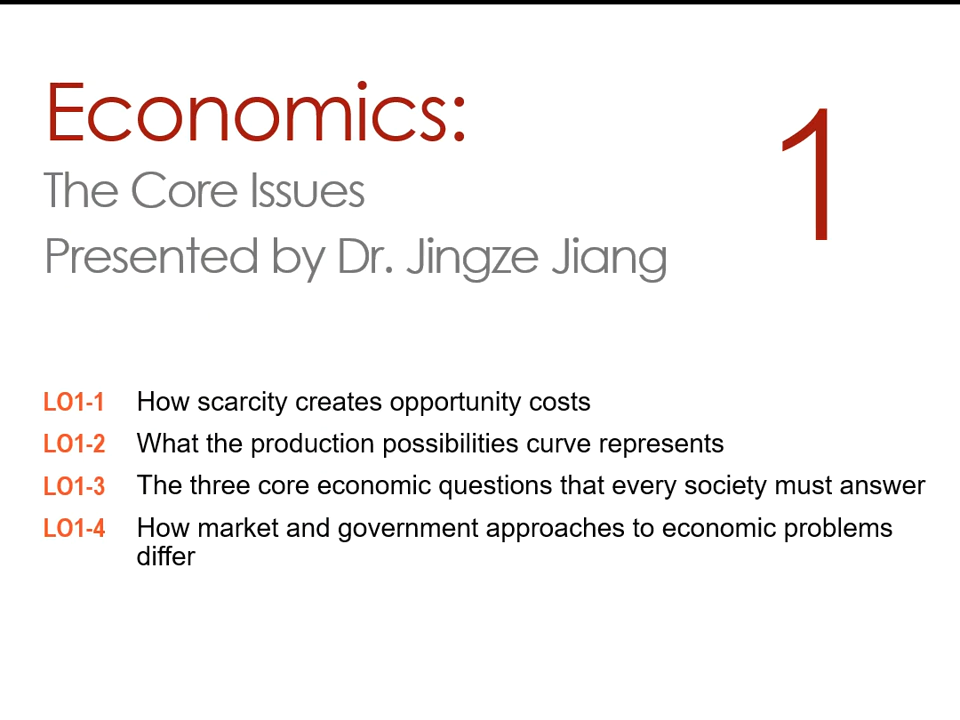 Economics:
1
The Core Issues
Presented by Dr. Jingze Jiang
LO1-1 How scarcity creates opportunity costs
LO1-2 What the production possibilities curve represents
LO1-3 The three core economic questions that every society must answer
LO1-4 How market and government approaches to economic problems
differ